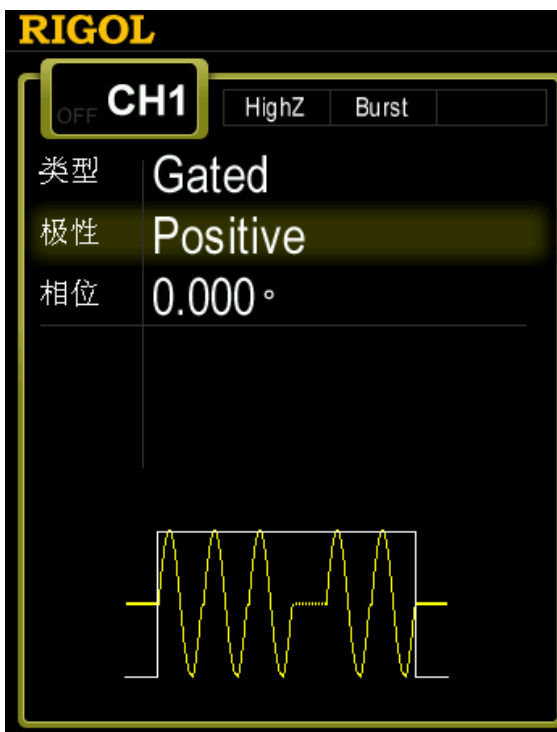 RIGOL
OFF CH1 HighZ Burst
类型 Gated
极性 Positive
相位 0.000°